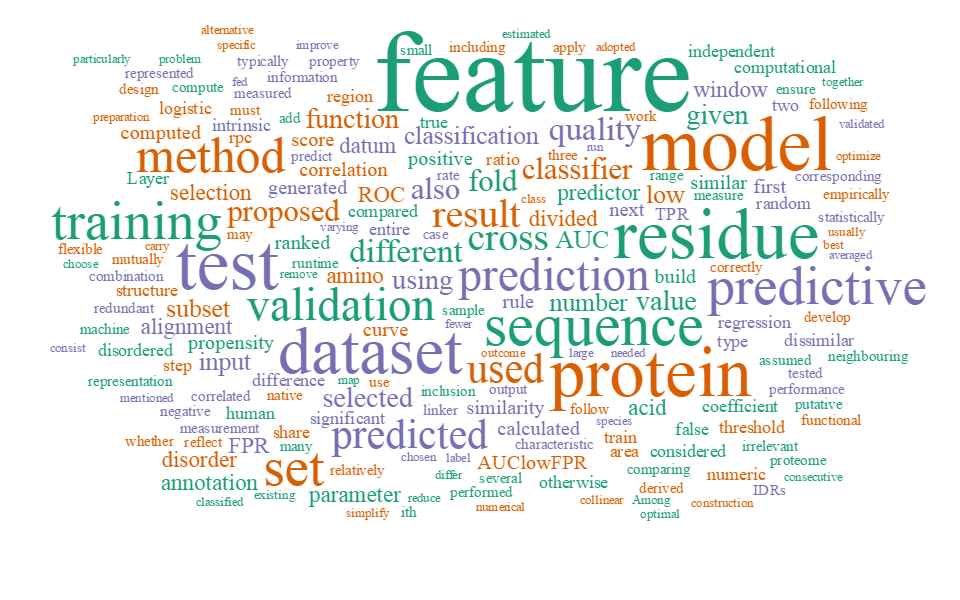 alternative
estimated
specific
improve
small
including
apply
adopted
particularly
problem
typically
property
feature
independent
represented
information
computational
design
compute
fed
measured
window
ensure
together
logistic
must
add
region
function
true
work
given
two
following
preparation
computed
intrinsic
rpc
score
datum
classification
quality
run
model
validated
method
predict
correlation
positive
ratio
three
classifier
optimize
Layer
selection
generated
ROC
also
rate
fold
class
predictor
range
low
similar
measure
first
random
corresponding
empirically
training
proposed
compared
result
divided
next
TPR
statistically
flexible
carry
may
varying
entire
case
cross
AUC
residue
usually
best
averaged
choose
mutually
test
ranked
runtime
different
combination
structure
remove
amino
using
prediction
build
correctly
predictive
redundant
subset
validation
sample
rule
number
value
develop
machine
alignment
curve
fewer
sequence
regression
consist
disordered
propensity
type
dissimilar
step
input
dataset
used
outcome
large
needed
protein
assumed
neighbouring
representation
difference
map
use
tested
mentioned
correlated
native
selected
inclusion
output
performance
negative
human
significant
linker
similarity
follow
species
acid
coefficient
putative
measurement
share
predicted
calculated
train
false
threshold
functional
whether
reflect
FPR
many
characteristic
area
considered
irrelevant
disorder
set
relatively
chosen
label
AUClowFPR
comparing
numeric
proteome
annotation
differ
several
otherwise
derived
consecutive
classified
existing
parameter
reduce
performed
collinear
Among
IDRs
simplify
ith
numerical
optimal
construction